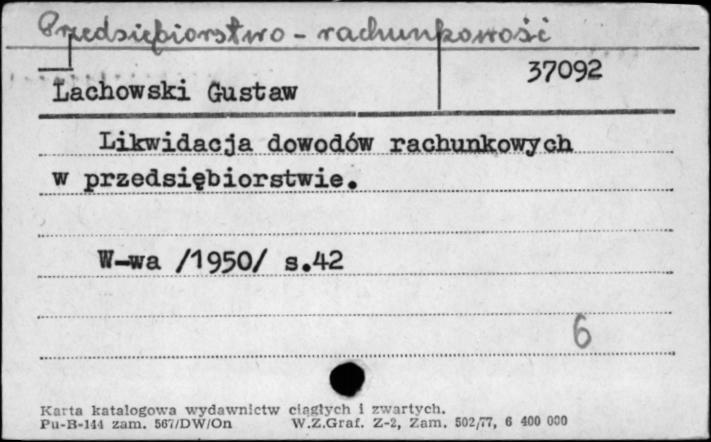 Przedsiębiorstwo - rachunkowość
37092
Łachowski Gustaw
Likwidacja dowodów rachunkowych
w przedsiębiorstwie.
W-wa /1950/ s.42
6
Karta katalogowa wydawnictw ciągłych i zwartych.
Pu-B-144 zam. 567/DW/On W.Z.Graf. Z-2, Zam. 502/77, 6 400 000